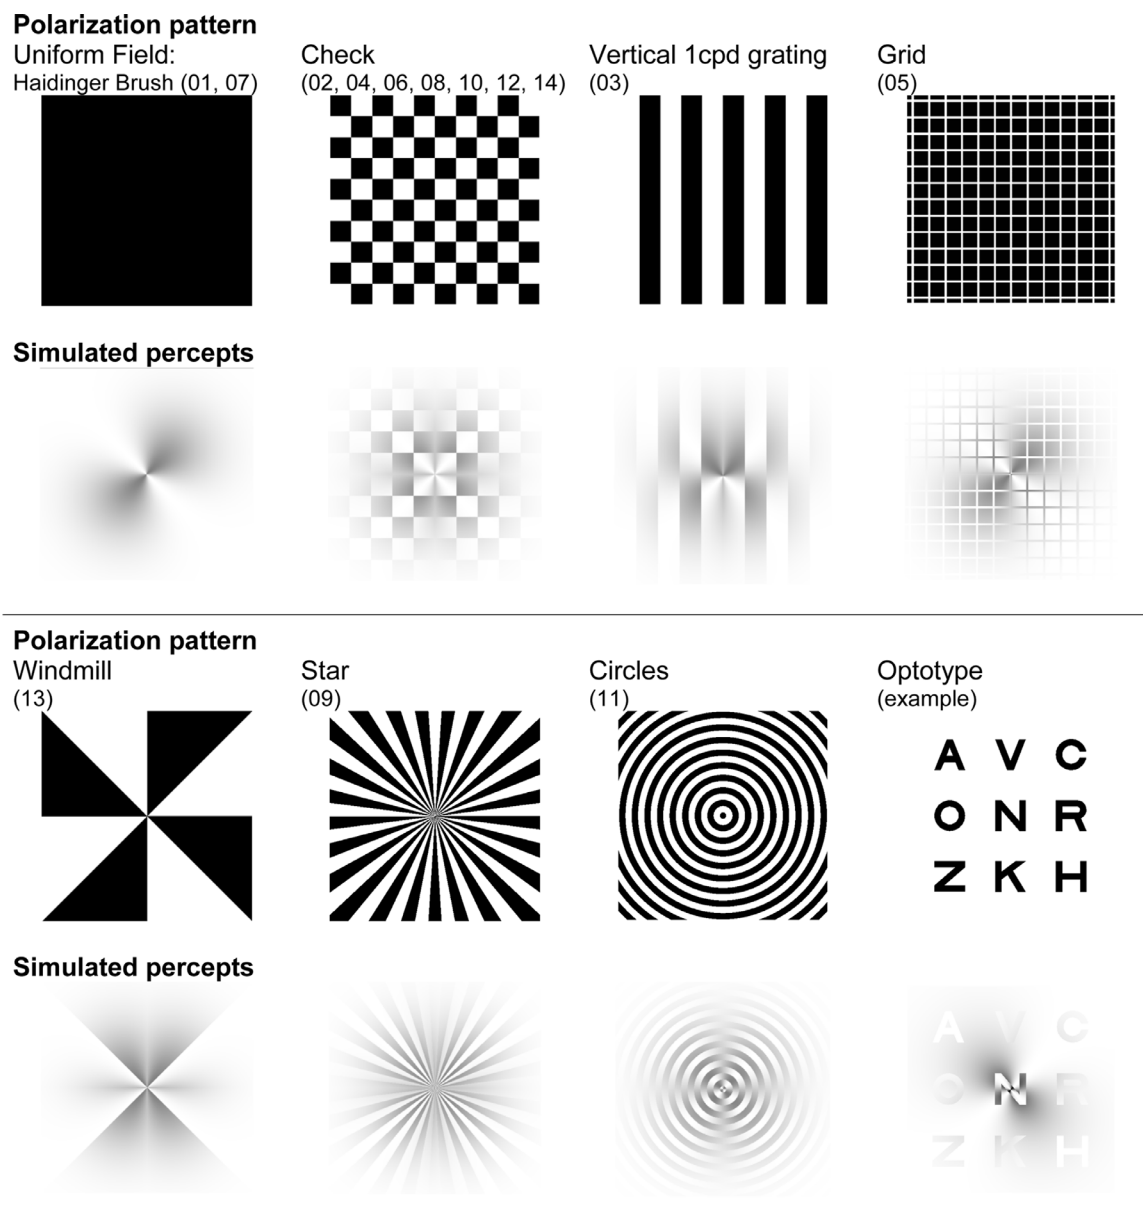 Polarization pattern
Uniform Field:
Haidinger Brush (01, 07)
Check
(02, 04, 06, 08, 10, 12, 14)
Vertical 1cpd grating
(03)
Grid
(05)
Simulated percepts
Polarization pattern
Windmill
(13)
Star
(09)
Circles
(11)
Optotype
(example)
A V C
O N R
Z K H
Simulated percepts
A V C
O N R
Z K H